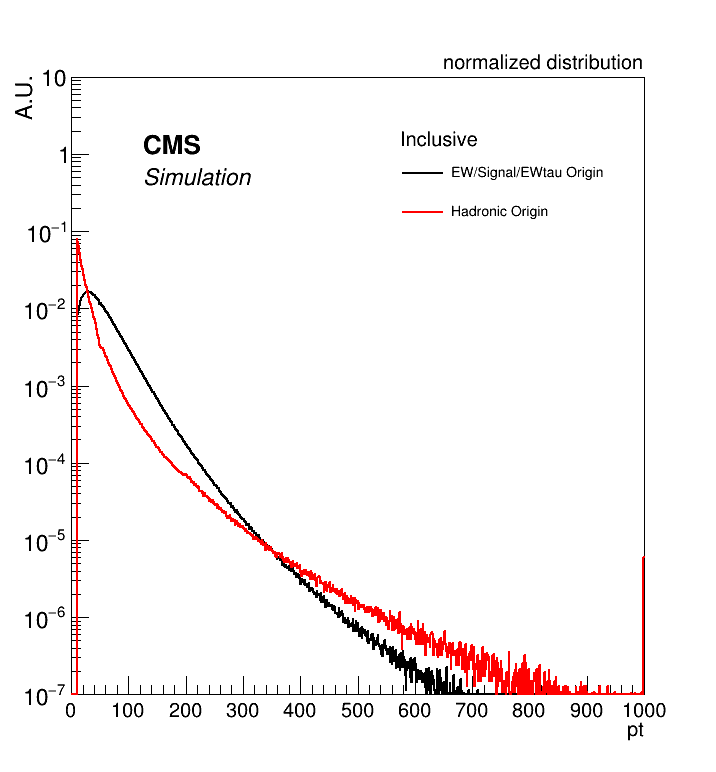 normalized distribution
A.U.
10
CMS
Inclusive
1
Simulation
EW/Signal/EWtau Origin
Hadronic Origin
10⁻¹
10⁻²
10⁻³
10⁻⁴
10⁻⁵
10⁻⁶
10⁻⁷
0 100 200 300 400 500 600 700 800 900 1000
pt